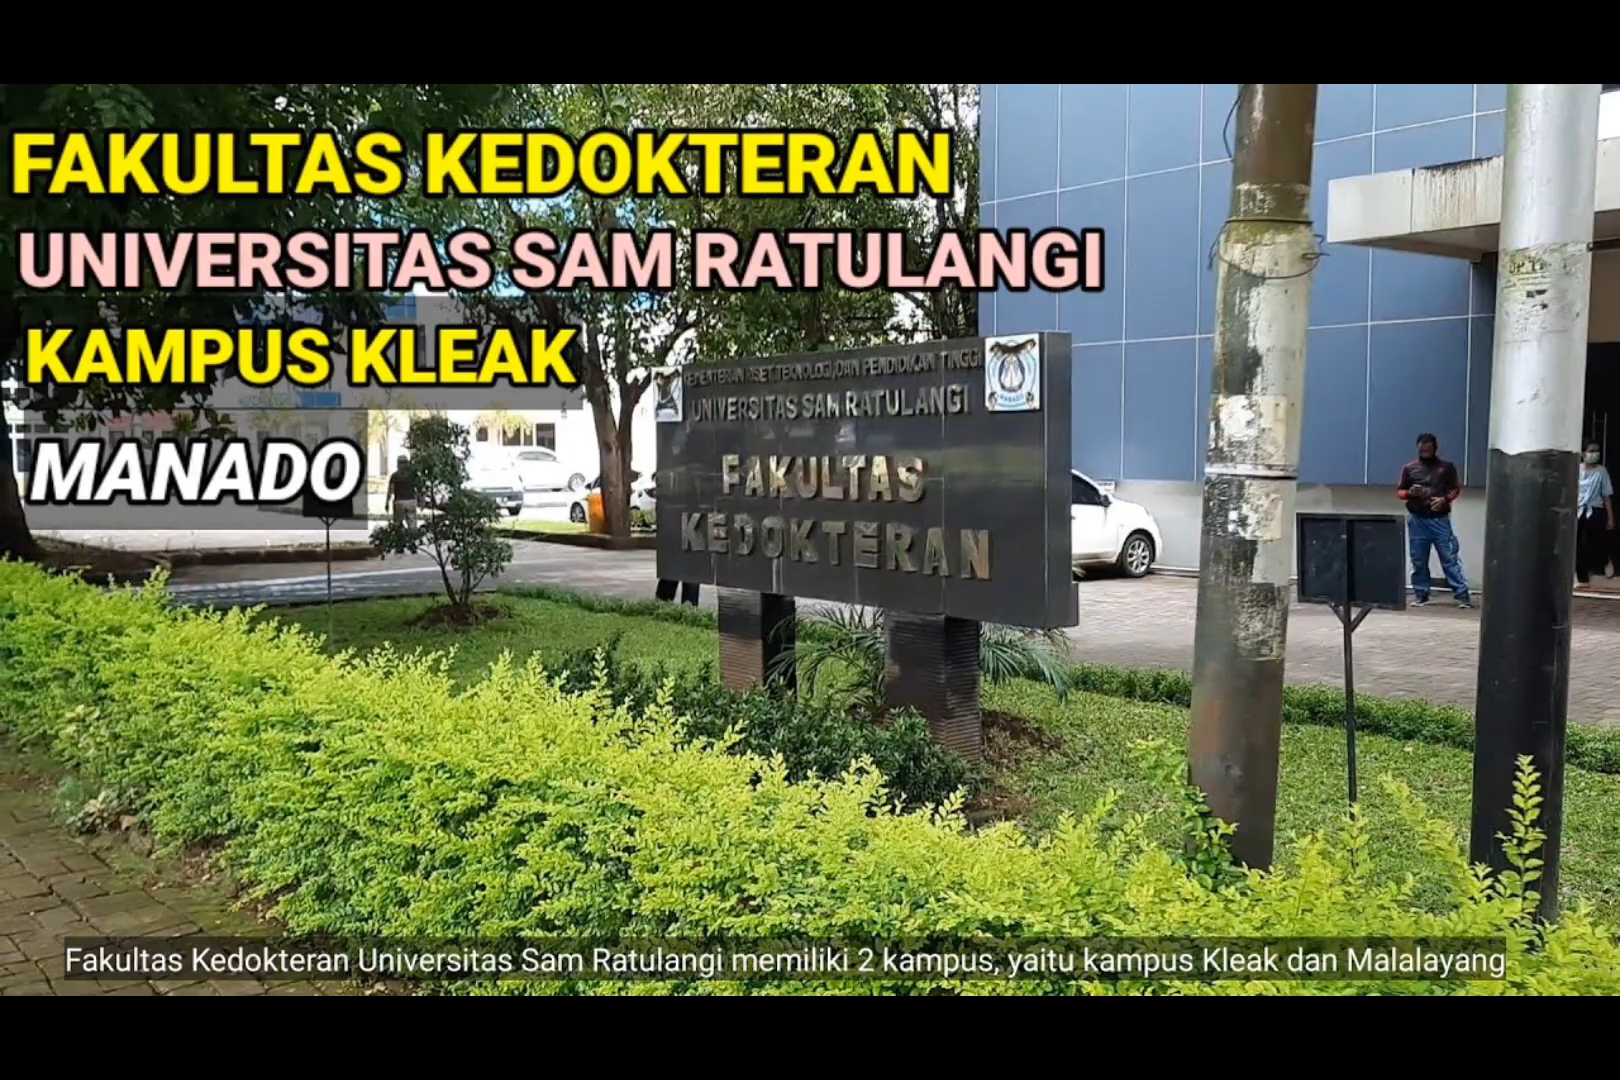 FAKULTAS KEDOKTERAN
UNIVERSITAS SAM RATULANGI
KAMPUS KLEAK
MANADO
KEMENTERIAN RISET, TEKNOLOGI, DAN PENDIDIKAN TINGGI
UNIVERSITAS SAM RATULANGI
FAKULTAS
KEDOKTERAN
Fakultas Kedokteran Universitas Sam Ratulangi memiliki 2 kampus, yaitu kampus Kleak dan Malalayang